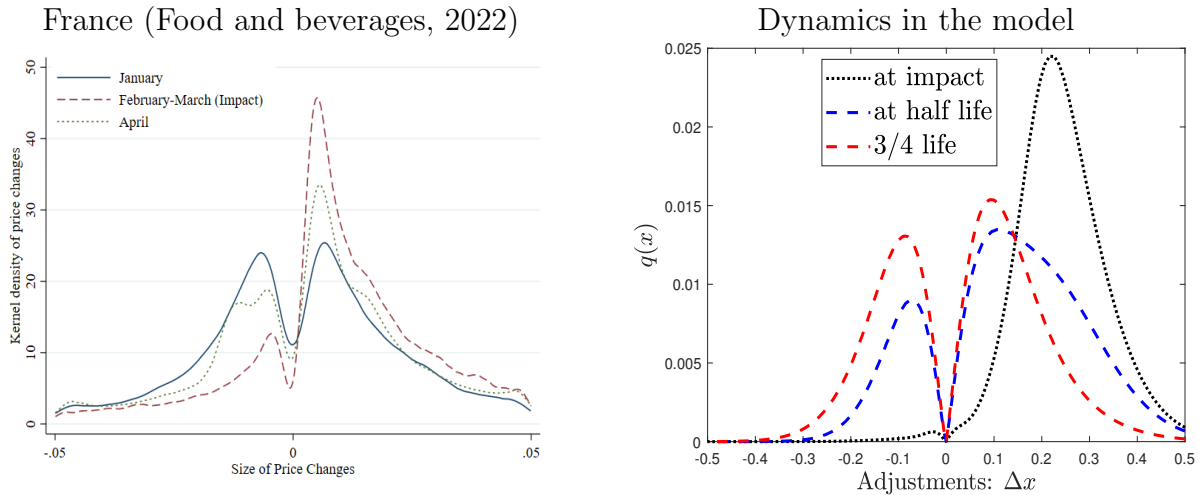 France (Food and beverages, 2022)
50
40
30
20
10
0
Kernel density of price changes
January
February-March (Impact)
April
-.05
0
.05
Size of Price Changes
Dynamics in the model
0.025
0.02
0.015
0.01
0.005
0
q(x)
at impact
at half life
3/4 life
-0.5 -0.4 -0.3 -0.2 -0.1 0 0.1 0.2 0.3 0.4 0.5
Adjustments: Δx